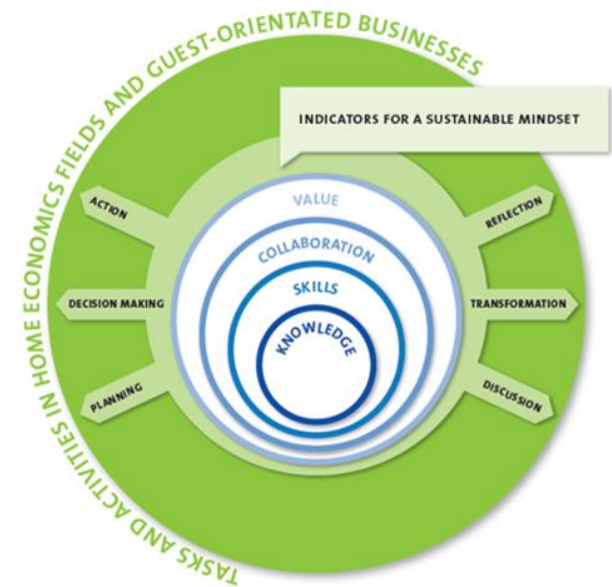 TASKS AND ACTIVITIES IN HOME ECONOMICS FIELDS AND GUEST-ORIENTATED BUSINESSES
INDICATORS FOR A SUSTAINABLE MINDSET
ACTION
DECISION MAKING
PLANNING
VALUE
COLLABORATION
SKILLS
KNOWLEDGE
REFLECTION
TRANSFORMATION
DISCUSSION